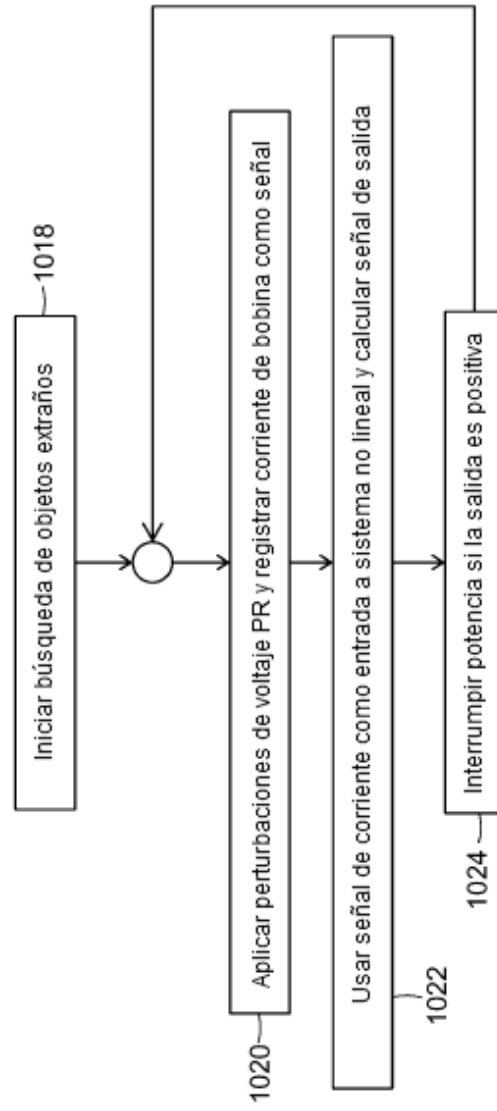 1018
Iniciar búsqueda de objetos extraños
1020
Aplicar perturbaciones de voltaje PR y registrar corriente de bobina como señal
1022
Usar señal de corriente como entrada a sistema no lineal y calcular señal de salida
1024
Interrumpir potencia si la salida es positiva